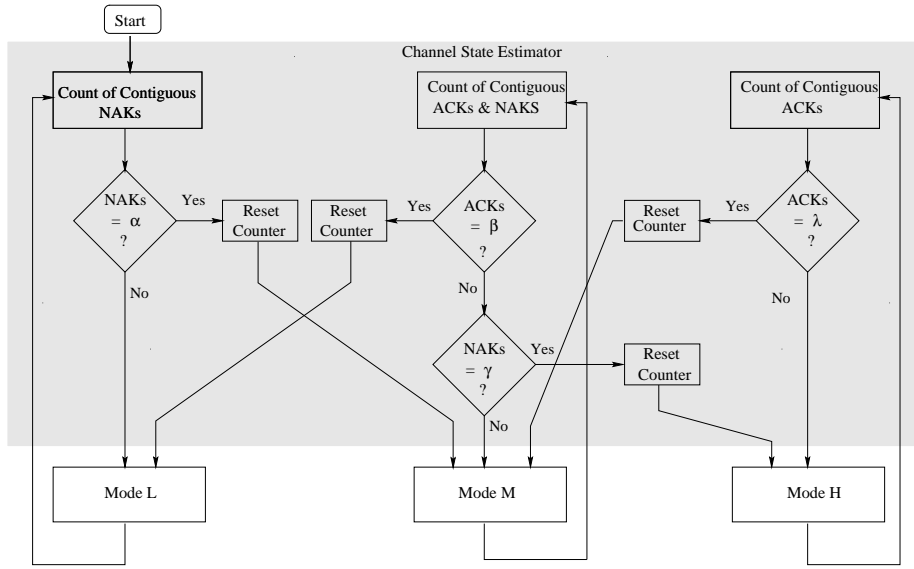 Start
Channel State Estimator
Count of Contiguous
NAKs
Count of Contiguous
ACKs & NAKS
Count of Contiguous
ACKs
NAKs
= α
?
Yes
No
Reset
Counter
Reset
Counter
Yes
ACKs
= β
?
No
Reset
Counter
Yes
ACKs
= λ
?
No
NAKs
= γ
?
Yes
No
Reset
Counter
Mode L
Mode M
Mode H